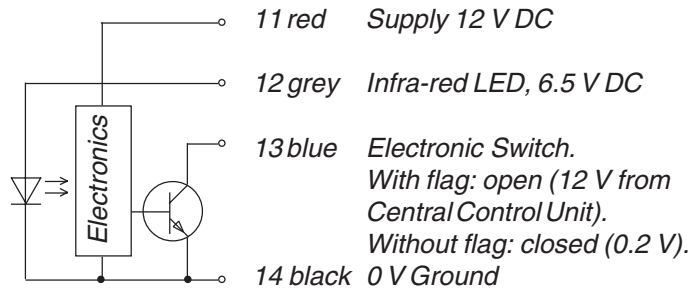 11 red Supply 12 V DC
12 grey Infra-red LED, 6.5 V DC
13 blue Electronic Switch.
With flag: open (12 V from
Central Control Unit).
Without flag: closed (0.2 V).
14 black 0 V Ground
Electronics